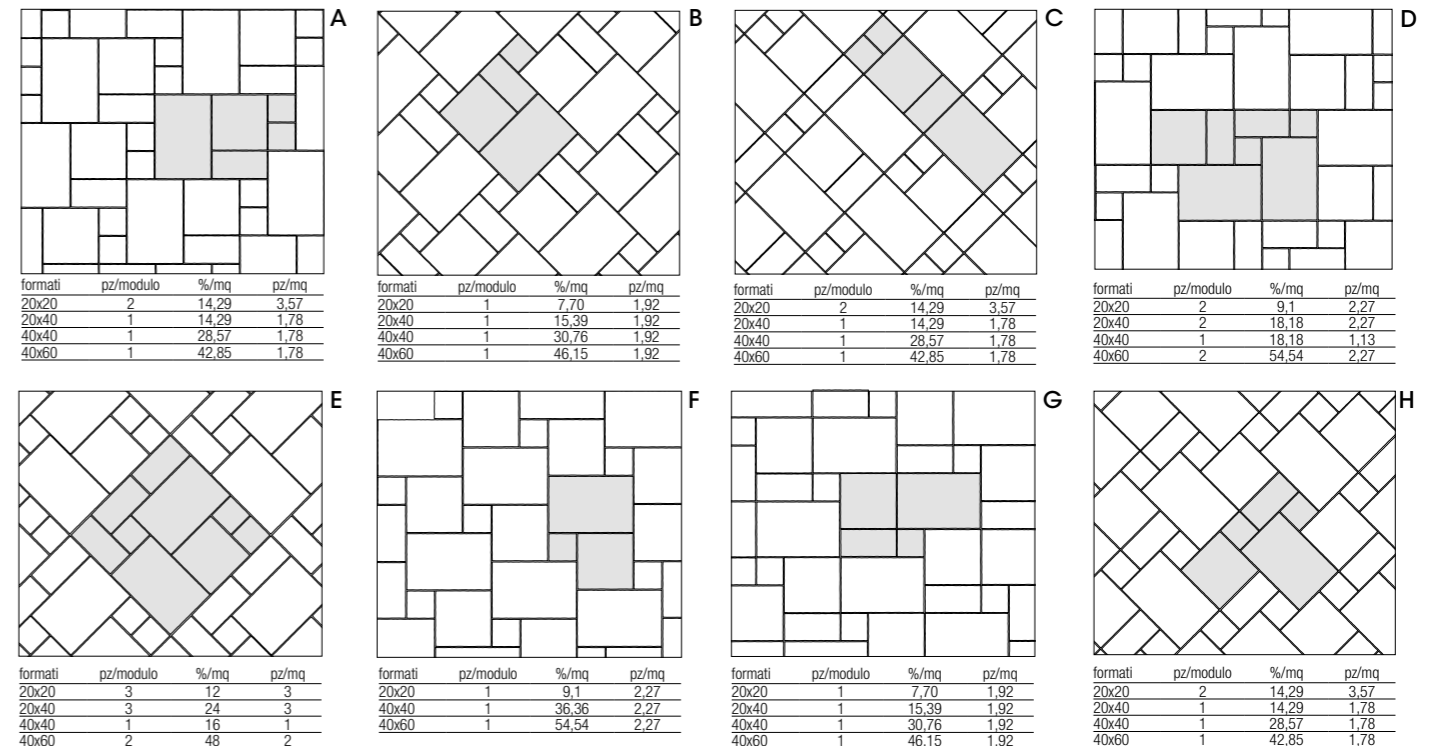 A
formati pz/modulo %/mq pz/mq
20x20 2 14,29 3,57
20x40 1 14,29 1,78
40x40 1 28,57 1,78
40x60 1 42,85 1,78
B
formati pz/modulo %/mq pz/mq
20x20 1 7,70 1,92
20x40 1 15,39 1,92
40x40 1 30,76 1,92
40x60 1 46,15 1,92
C
formati pz/modulo %/mq pz/mq
20x20 2 14,29 3,57
20x40 1 14,29 1,78
40x40 1 28,57 1,78
40x60 1 42,85 1,78
D
formati pz/modulo %/mq pz/mq
20x20 2 9,1 2,27
20x40 2 18,18 2,27
40x40 1 18,18 1,13
40x60 2 54,54 2,27
E
formati pz/modulo %/mq pz/mq
20x20 3 12 3
20x40 3 24 3
40x40 1 16 1
40x60 2 48 2
F
formati pz/modulo %/mq pz/mq
20x20 1 9,1 2,27
40x40 1 36,36 2,27
40x60 1 54,54 2,27
G
formati pz/modulo %/mq pz/mq
20x20 1 7,70 1,92
20x40 1 15,39 1,92
40x40 1 30,76 1,92
40x60 1 46,15 1,92
H
formati pz/modulo %/mq pz/mq
20x20 2 14,29 3,57
20x40 1 14,29 1,78
40x40 1 28,57 1,78
40x60 1 42,85 1,78